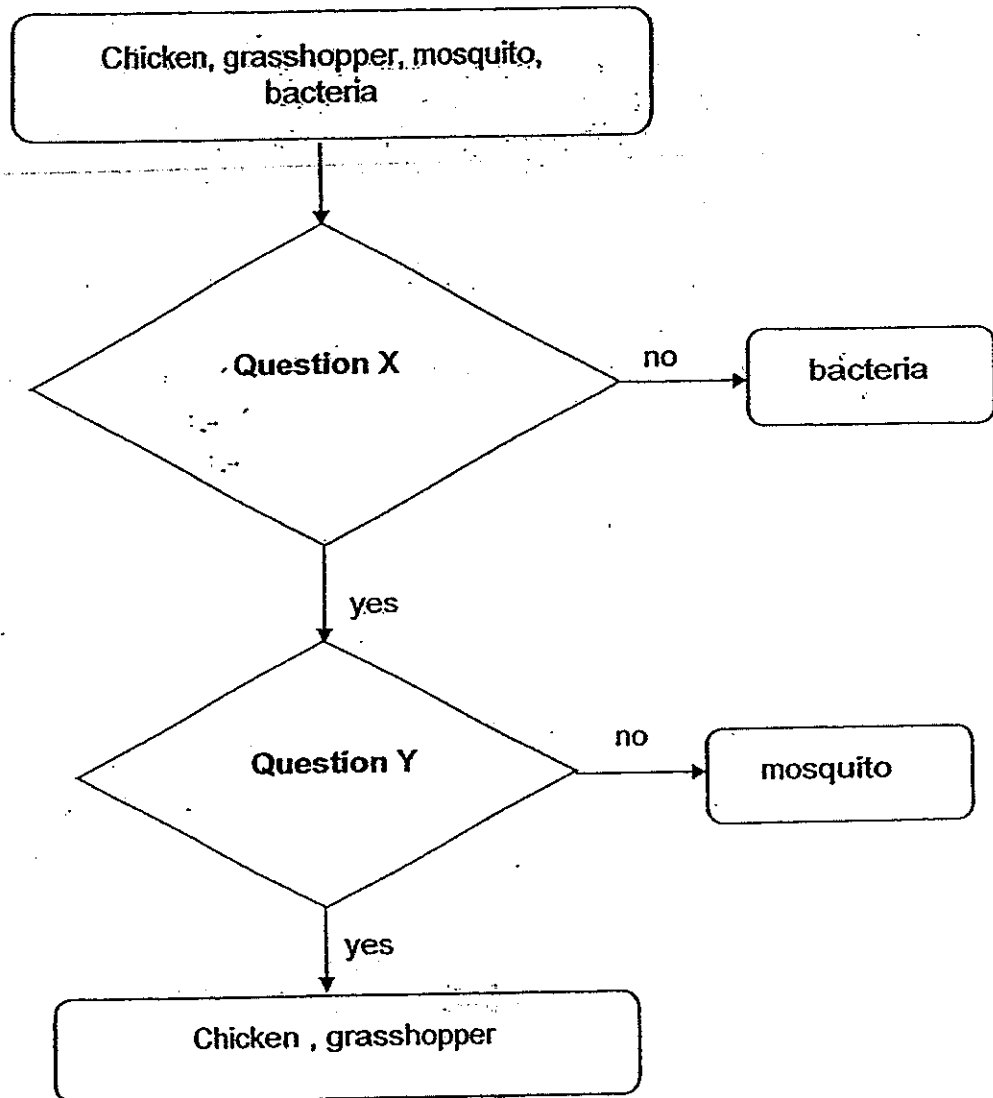 Chicken, grasshopper, mosquito,
bacteria
Question X
no
bacteria
yes
Question Y
no
mosquito
yes
Chicken , grasshopper